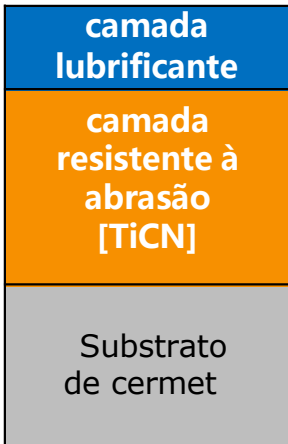 camada
lubrificante
camada
resistente à
abrasão
[TiCN]
Substrato
de cermet